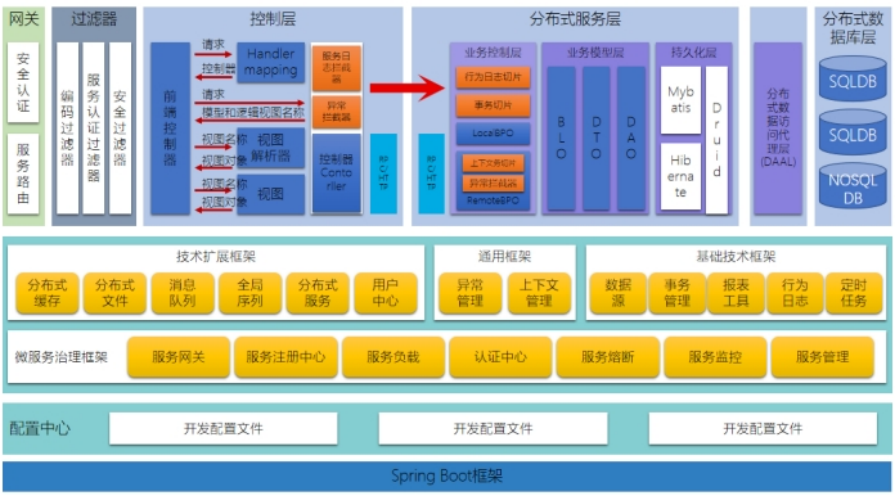 网关
安全认证
服务路由
过滤器
编码过滤器
服务认证过滤器
安全过滤器
控制层
前端控制器
请求
控制器
请求
模型和逻辑视图名称
视图名称
视图对象
视图名称
视图对象
Handler
mapping
视图
解析器
视图
服务日
志拦截
器
异常
拦截器
控制器
Conto
rller
分布式服务层
业务控制层
行为日志切片
事务切片
LocalBPO
上下文务切片
异常拦截器
RemoteBPO
业务模型层
BLO
DTO
DAO
持久化层
Myb
atis
Hib
erna
te
Druid
分布
式数
据访
问代
理层
(DAAL)
分布式数
据库层
SQLDB
SQLDB
NOSQL
DB
技术扩展框架
分布式
缓存
分布式
文件
消息
队列
全局
序列
分布式
服务
用户
中心
通用框架
异常
管理
上下文
管理
基础技术框架
数据
源
事务
管理
报表
工具
行为
日志
定时
任务
微服务治理框架
服务网关
服务注册中心
服务负载
认证中心
服务熔断
服务监控
服务管理
配置中心
开发配置文件
开发配置文件
开发配置文件
Spring Boot框架